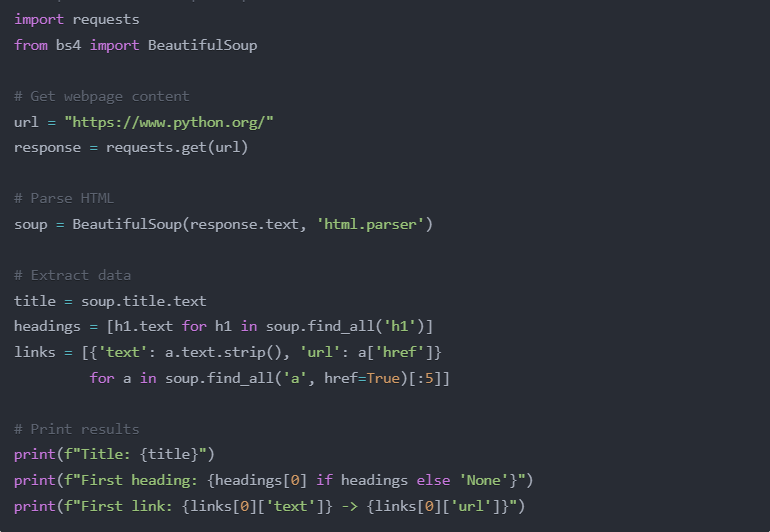 import requests
from bs4 import BeautifulSoup
# Get webpage content
url = "https://www.python.org/"
response = requests.get(url)
# Parse HTML
soup = BeautifulSoup(response.text, 'html.parser')
# Extract data
title = soup.title.text
headings = [h1.text for h1 in soup.find_all('h1')]
links = [{'text': a.text.strip(), 'url': a['href']}
         for a in soup.find_all('a', href=True)[:5]]
# Print results
print(f"Title: {title}")
print(f"First heading: {headings[0] if headings else 'None'}")
print(f"First link: {links[0]['text']} -> {links[0]['url']}")